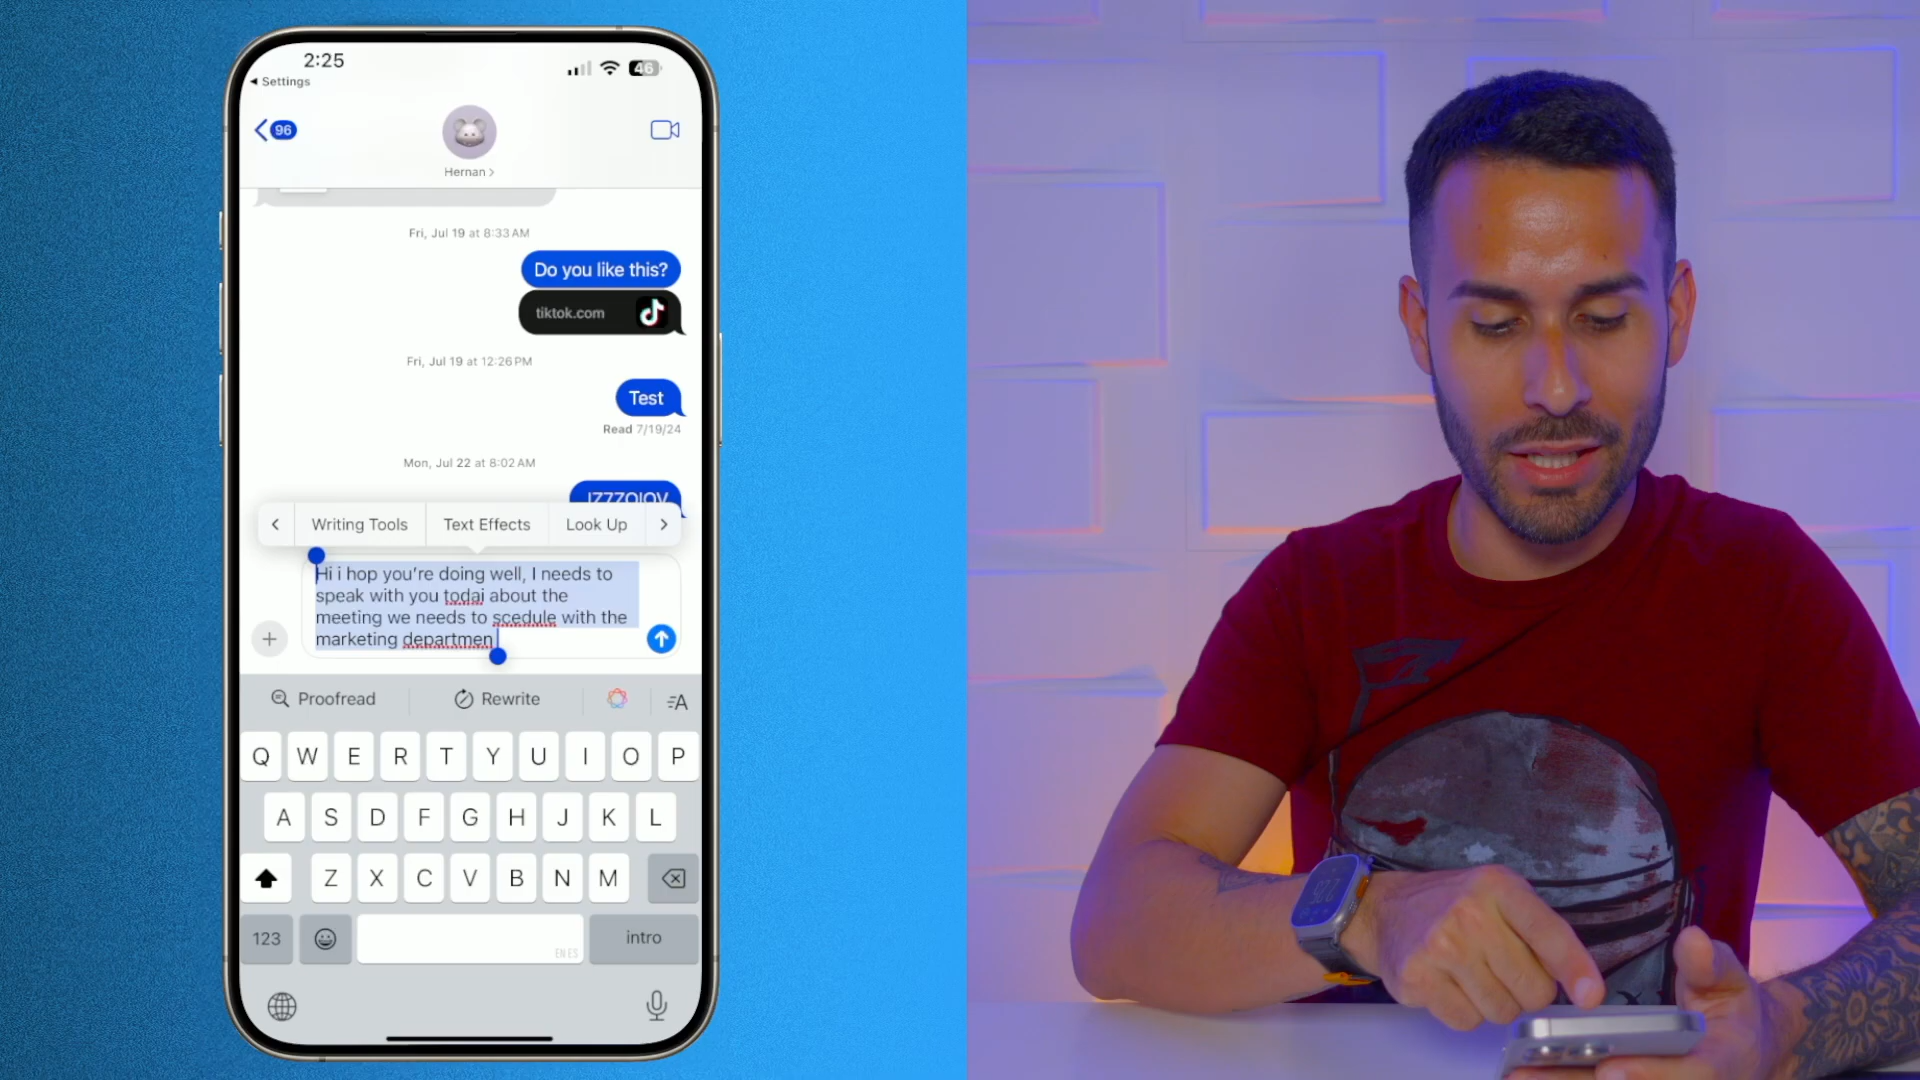 2:25
46
Settings
96
Hernan
Fri, Jul 19 at 8:33 AM
Do you like this?
tiktok.com
Fri, Jul 19 at 12:26 PM
Test
Read 7/19/24
Mon, Jul 22 at 8:02 AM
Writing Tools Text Effects Look Up
Hi i hop you're doing well, I needs to
speak with you todai about the
meeting we needs to scedule with the
marketing departmen
Proofread Rewrite A
Q W E R T Y U I O P
A S D F G H J K L
Z X C V B N M
123 EN ES intro